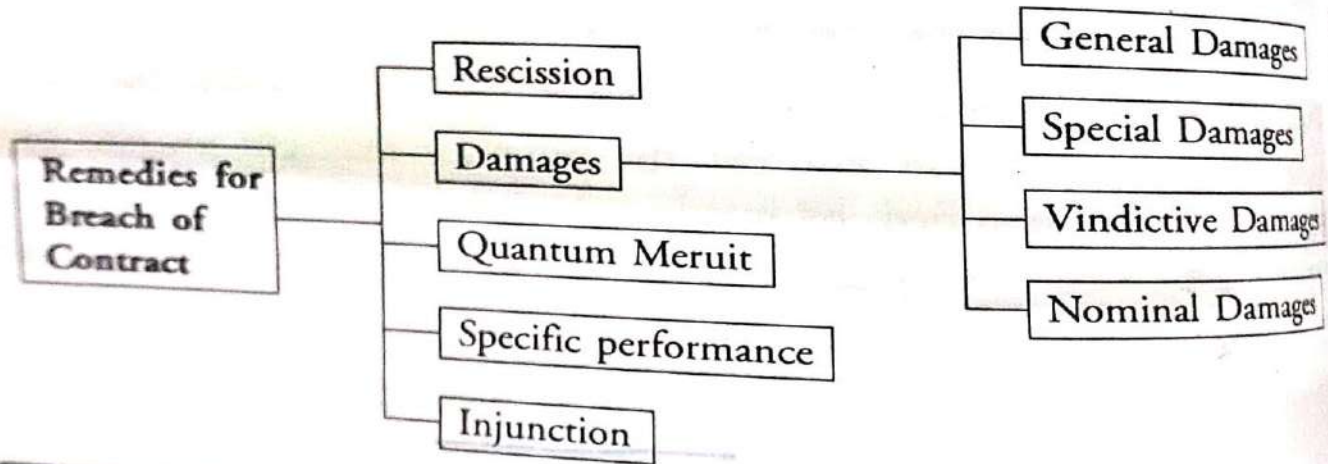 Remedies for
Breach of
Contract
Rescission
Damages
Quantum Meruit
Specific performance
Injunction
General Damages
Special Damages
Vindictive Damages
Nominal Damages